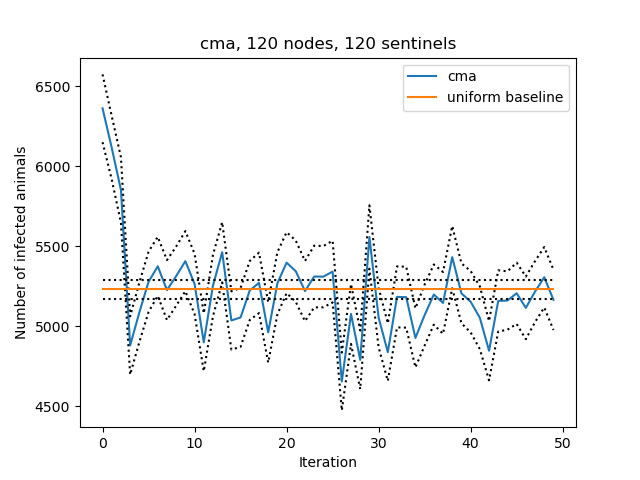 cma, 120 nodes, 120 sentinels
cma
uniform baseline
Number of infected animals
6500
6000
5500
5000
4500
0 10 20 30 40 50
Iteration